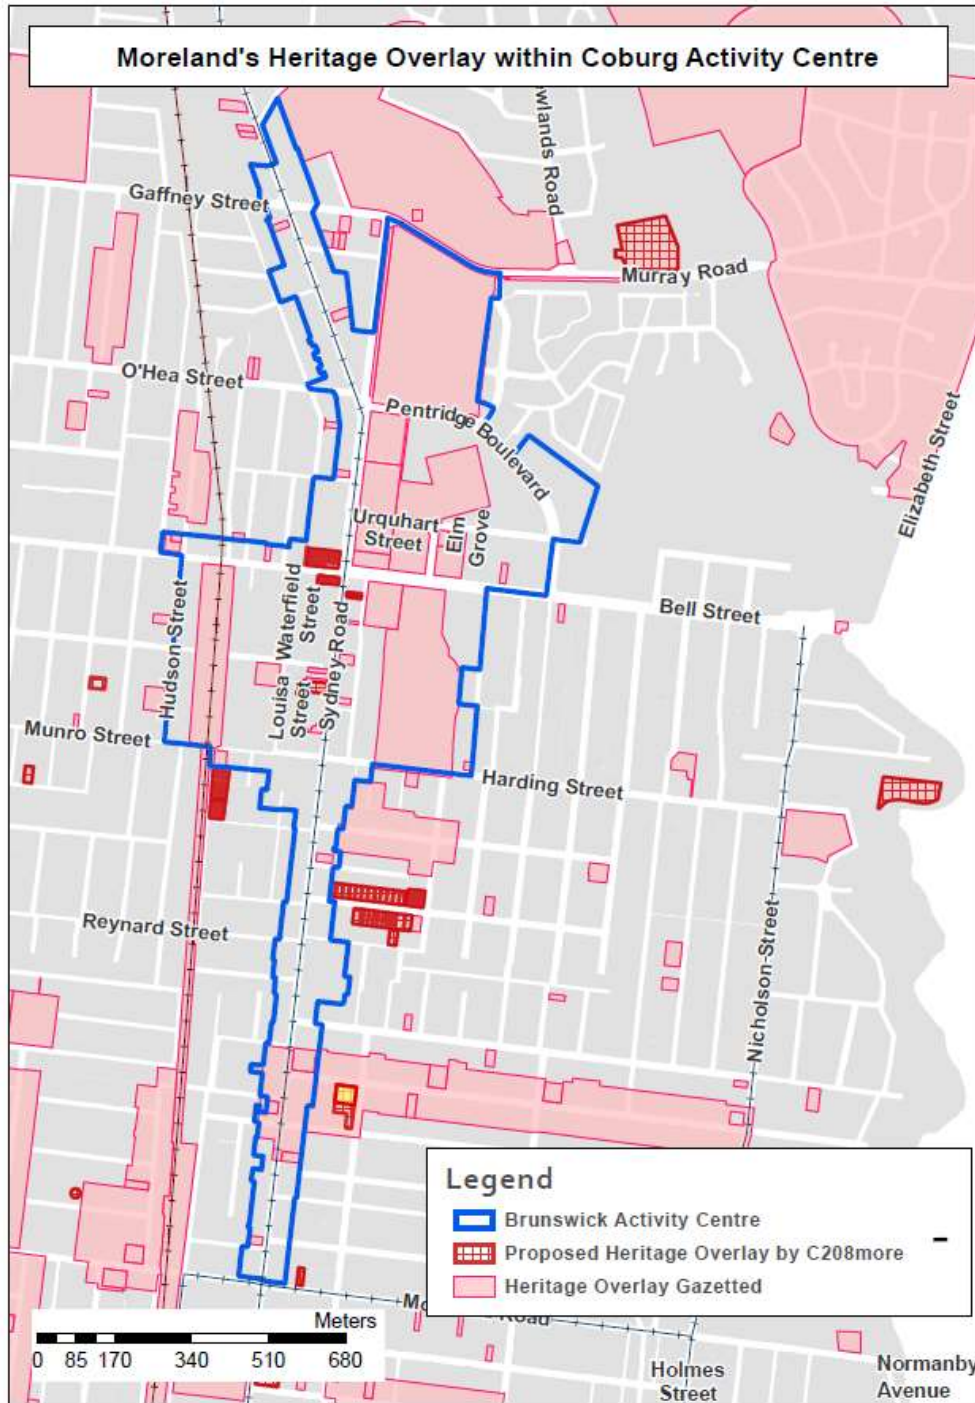 Moreland's Heritage Overlay within Coburg Activity Centre
Gaffney Street
Murray Road
O'Hea Street
Pentridge Boulevard
Elizabeth Street
Urquhart
Street
Elm
Grove
Hudson Street
Waterfield
Street
Louisa
Street
Sydney Road
Bell Street
Munro Street
Harding Street
Reynard Street
Nicholson Street
Road
Holmes
Street
Normanby
Avenue
Legend
Brunswick Activity Centre
Proposed Heritage Overlay by C208more
Heritage Overlay Gazetted
Meters
0 85 170 340 510 680